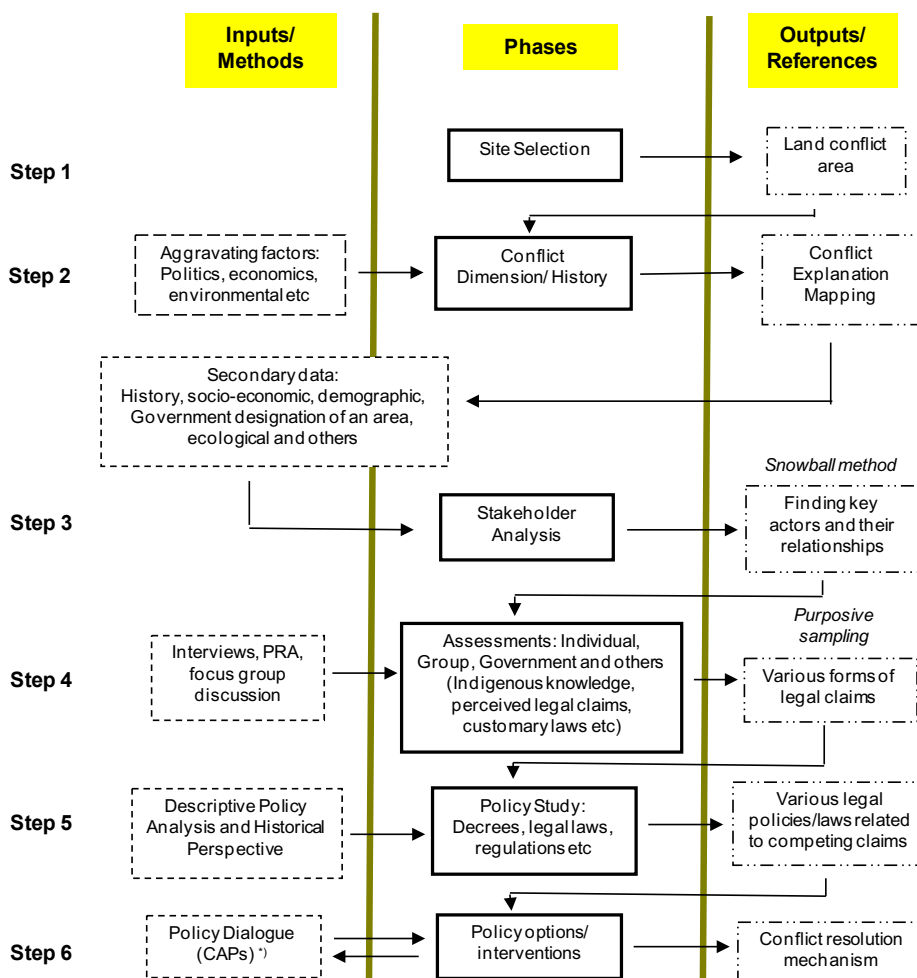 Inputs/
Methods
Phases
Outputs/
References
Step 1
Site Selection
Land conflict
area
Step 2
Aggravating factors:
Politics, economics,
environmental etc
Conflict
Dimension/ History
Conflict
Explanation
Mapping
Secondary data:
History, socio-economic, demographic,
Government designation of an area,
ecological and others
Snowball method
Step 3
Stakeholder
Analysis
Finding key
actors and their
relationships
Purposive
sampling
Step 4
Interviews, PRA,
focus group
discussion
Assessments: Individual,
Group, Government and others
(Indigenous knowledge,
perceived legal claims,
customary laws etc)
Various forms of
legal claims
Step 5
Descriptive Policy
Analysis and Historical
Perspective
Policy Study:
Decrees, legal laws,
regulations etc
Various legal
policies/laws related
to competing claims
Step 6
Policy Dialogue
(CAPs) *)
Policy options/
interventions
Conflict resolution
mechanism